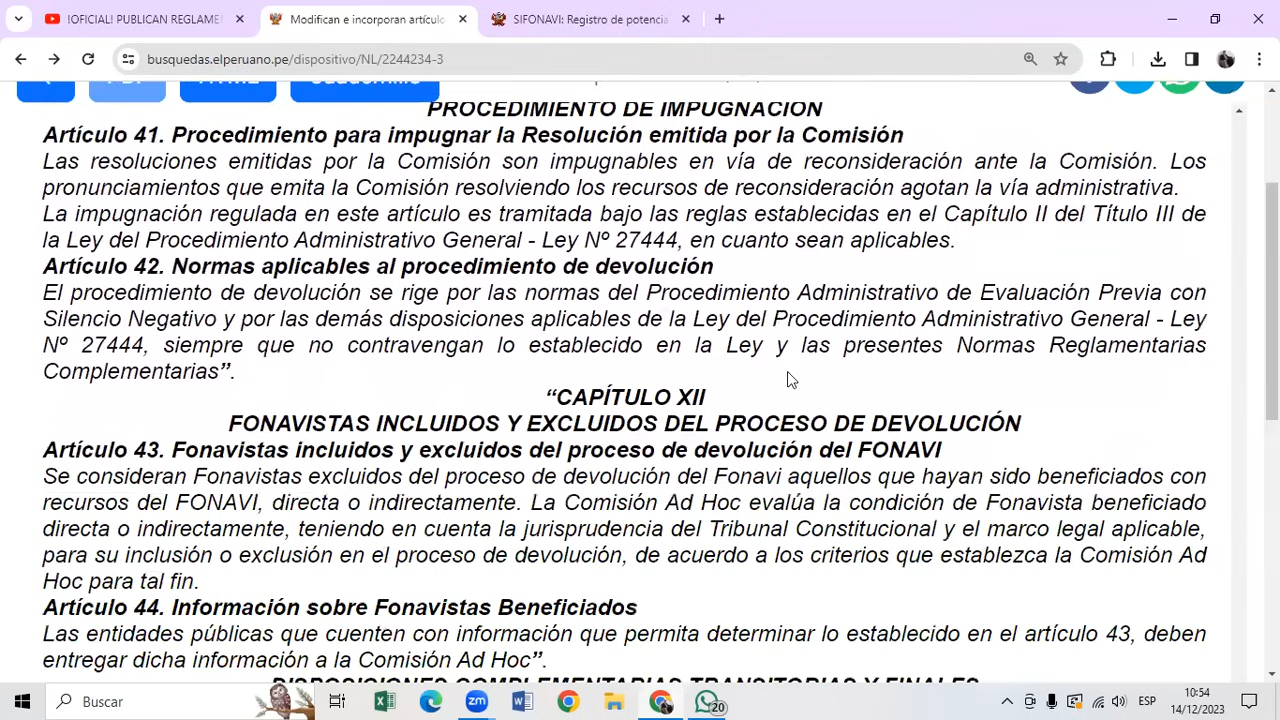 !OFICIAL! PUBLICAN REGLAMEN
Modifican e incorporan artículo
SIFONAVI: Registro de potencia
busquedas.elperuano.pe/dispositivo/NL/2244234-3
PROCEDIMIENTO DE IMPUGNACIÓN
Artículo 41. Procedimiento para impugnar la Resolución emitida por la Comisión
Las resoluciones emitidas por la Comisión son impugnables en vía de reconsideración ante la Comisión. Los
pronunciamientos que emita la Comisión resolviendo los recursos de reconsideración agotan la vía administrativa.
La impugnación regulada en este artículo es tramitada bajo las reglas establecidas en el Capítulo II del Título III de
la Ley del Procedimiento Administrativo General - Ley Nº 27444, en cuanto sean aplicables.
Artículo 42. Normas aplicables al procedimiento de devolución
El procedimiento de devolución se rige por las normas del Procedimiento Administrativo de Evaluación Previa con
Silencio Negativo y por las demás disposiciones aplicables de la Ley del Procedimiento Administrativo General - Ley
Nº 27444, siempre que no contravengan lo establecido en la Ley y las presentes Normas Reglamentarias
Complementarias”.
“CAPÍTULO XII
FONAVISTAS INCLUIDOS Y EXCLUIDOS DEL PROCESO DE DEVOLUCIÓN
Artículo 43. Fonavistas incluidos y excluidos del proceso de devolución del FONAVI
Se consideran Fonavistas excluidos del proceso de devolución del Fonavi aquellos que hayan sido beneficiados con
recursos del FONAVI, directa o indirectamente. La Comisión Ad Hoc evalúa la condición de Fonavista beneficiado
directa o indirectamente, teniendo en cuenta la jurisprudencia del Tribunal Constitucional y el marco legal aplicable,
para su inclusión o exclusión en el proceso de devolución, de acuerdo a los criterios que establezca la Comisión Ad
Hoc para tal fin.
Artículo 44. Información sobre Fonavistas Beneficiados
Las entidades públicas que cuenten con información que permita determinar lo establecido en el artículo 43, deben
entregar dicha información a la Comisión Ad Hoc”.
DISPOSICIONES COMPLEMENTARIAS TRANSITORIAS Y FINALES
Buscar
zm
20
ESP
10:54
14/12/2023